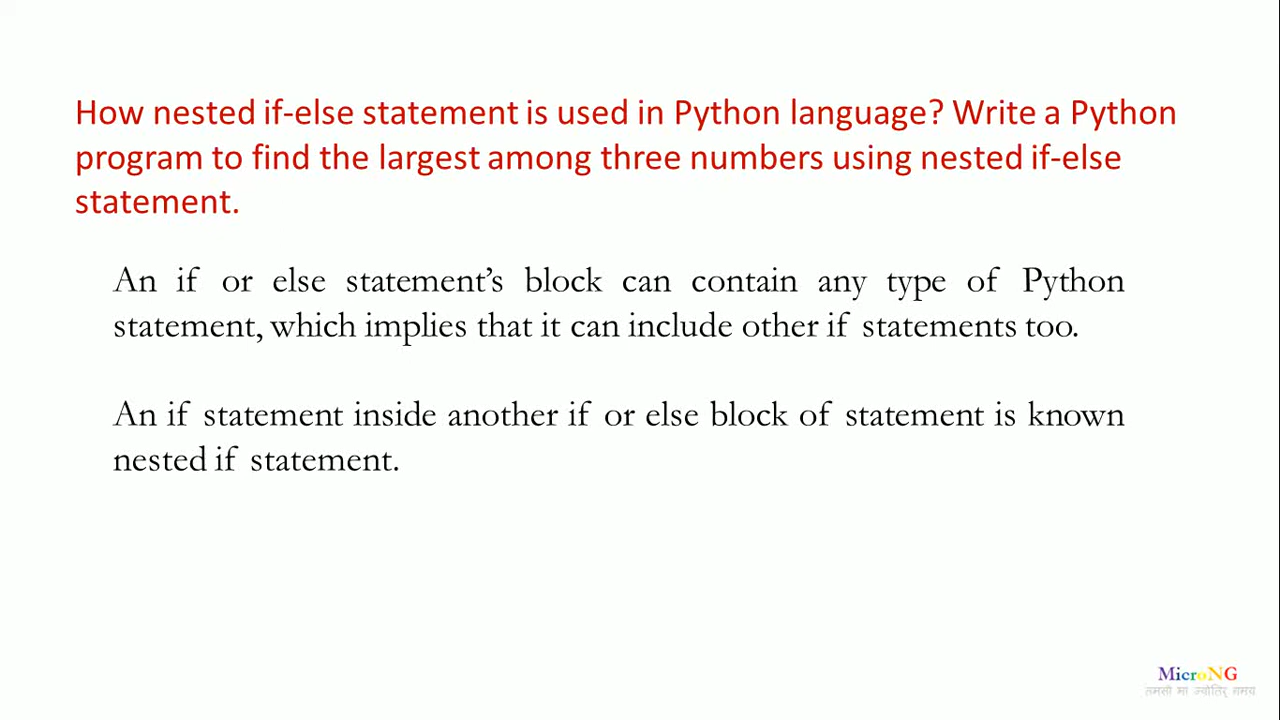 How nested if-else statement is used in Python language? Write a Python
program to find the largest among three numbers using nested if-else
statement.
An if or else statement’s block can contain any type of Python
statement, which implies that it can include other if statements too.
An if statement inside another if or else block of statement is known
nested if statement.
MicroNG
तमसो मा ज्योतिर् गमय